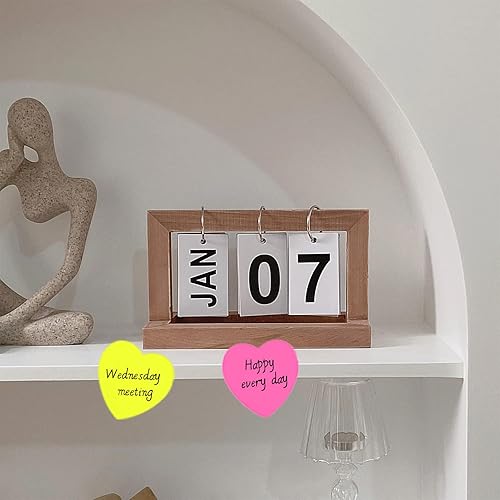 JAN 07
Wednesday
meeting
Happy
every day